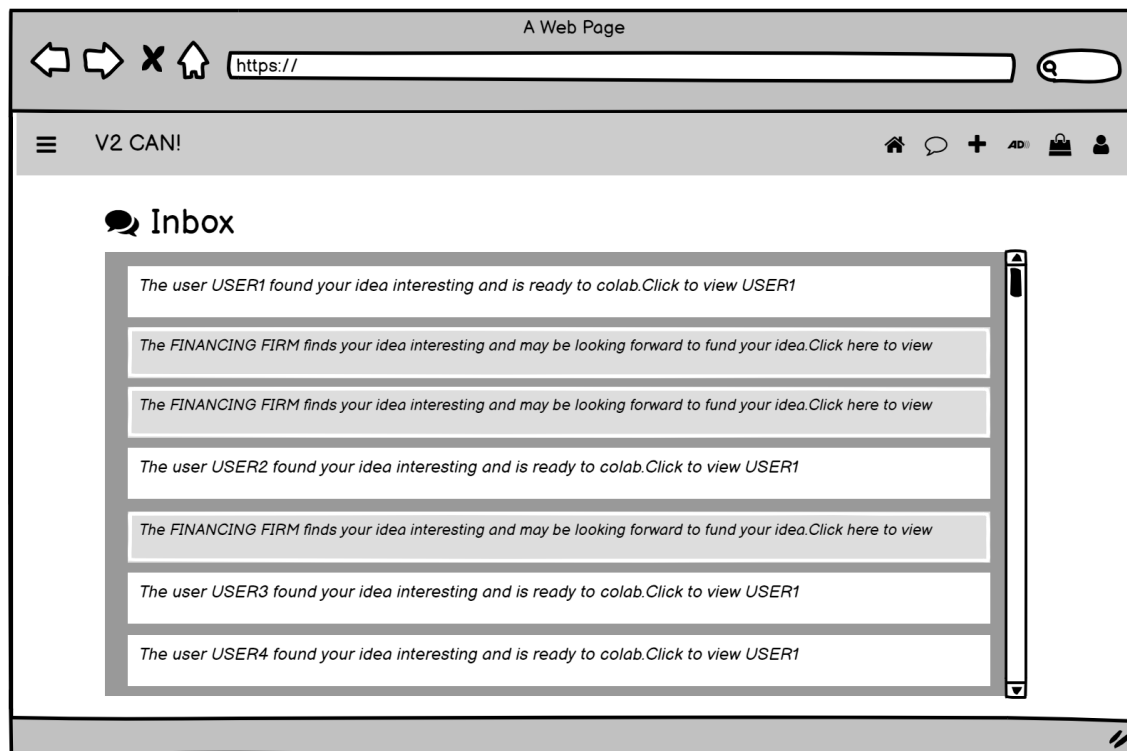 A Web Page
https://
V2 CAN!
AD
Inbox
The user USER1 found your idea interesting and is ready to colab.Click to view USER1
The FINANCING FIRM finds your idea interesting and may be looking forward to fund your idea.Click here to view
The FINANCING FIRM finds your idea interesting and may be looking forward to fund your idea.Click here to view
The user USER2 found your idea interesting and is ready to colab.Click to view USER1
The FINANCING FIRM finds your idea interesting and may be looking forward to fund your idea.Click here to view
The user USER3 found your idea interesting and is ready to colab.Click to view USER1
The user USER4 found your idea interesting and is ready to colab.Click to view USER1